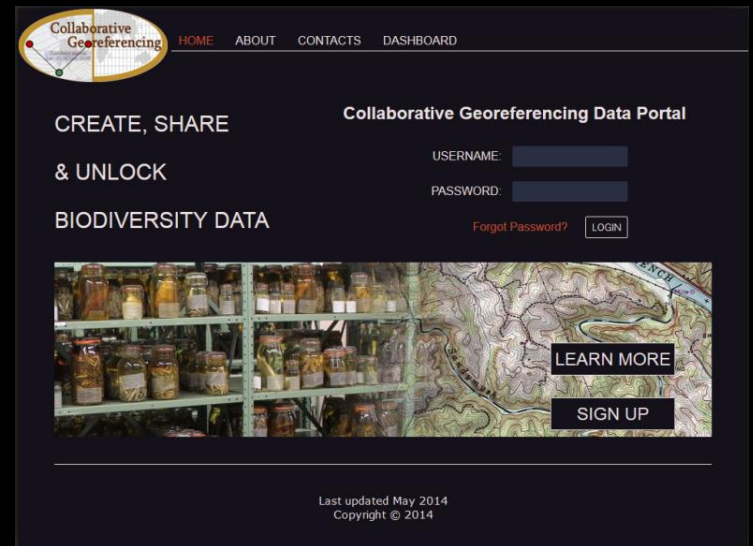 Collaborative
Georeferencing
HOME ABOUT CONTACTS DASHBOARD
CREATE, SHARE
& UNLOCK
BIODIVERSITY DATA
Collaborative Georeferencing Data Portal
USERNAME:
PASSWORD:
Forgot Password? LOGIN
LEARN MORE
SIGN UP
Last updated May 2014
Copyright © 2014